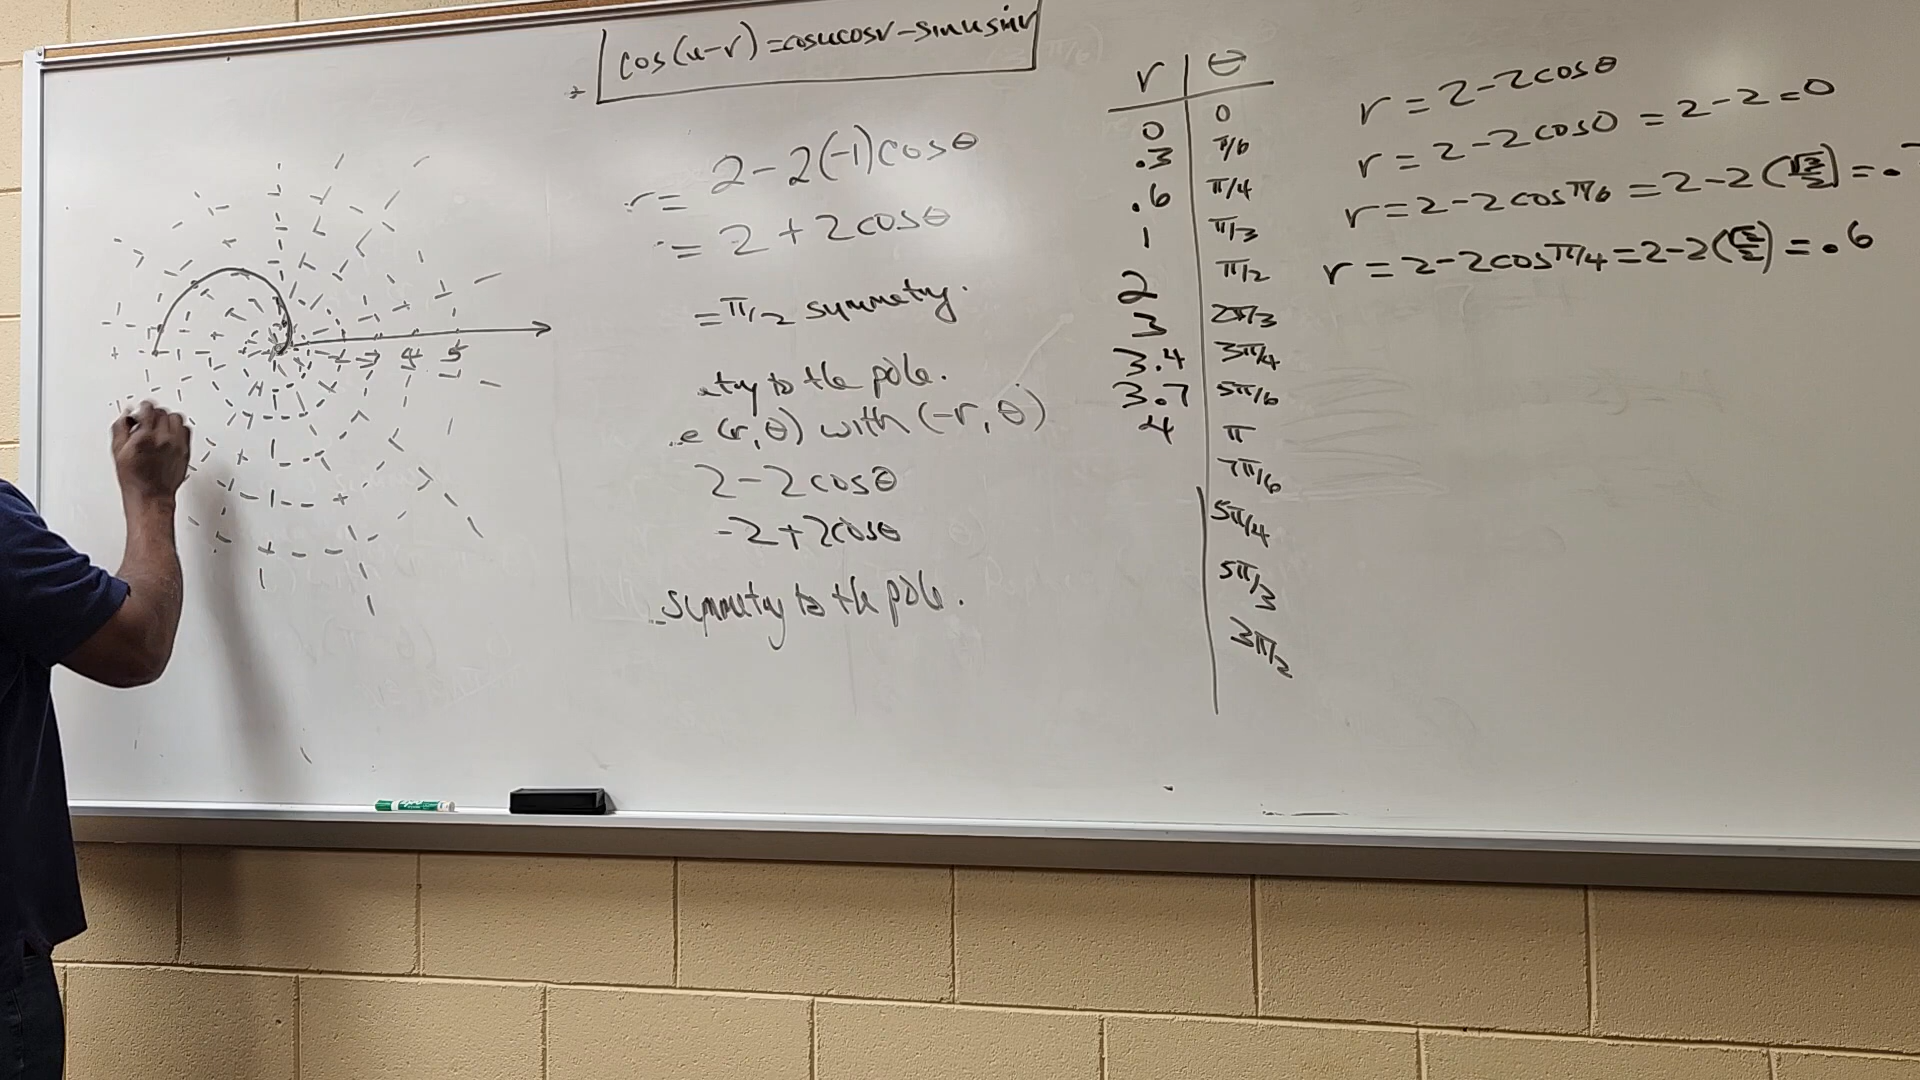 cos(u-v)=cosucosv-sinusinv
r= 2-2(-1)cosθ
= 2+2cosθ
=π/2 symmetry.
try to the pole.
e (r,θ) with (-r,θ)
2-2cosθ
-2+2cosθ
symmetry to the pole.
4 5
r | θ
0 | 0
.3 | π/6
.6 | π/4
1 | π/3
2 | π/2
3 | 2π/3
3.4 | 3π/4
3.7 | 5π/6
4 | π
7π/6
5π/4
5π/3
3π/2
r=2-2cosθ
r=2-2cos0=2-2=0
r=2-2cosπ/6=2-2(√3/2)=.
r=2-2cosπ/4=2-2(√2/2)=.6